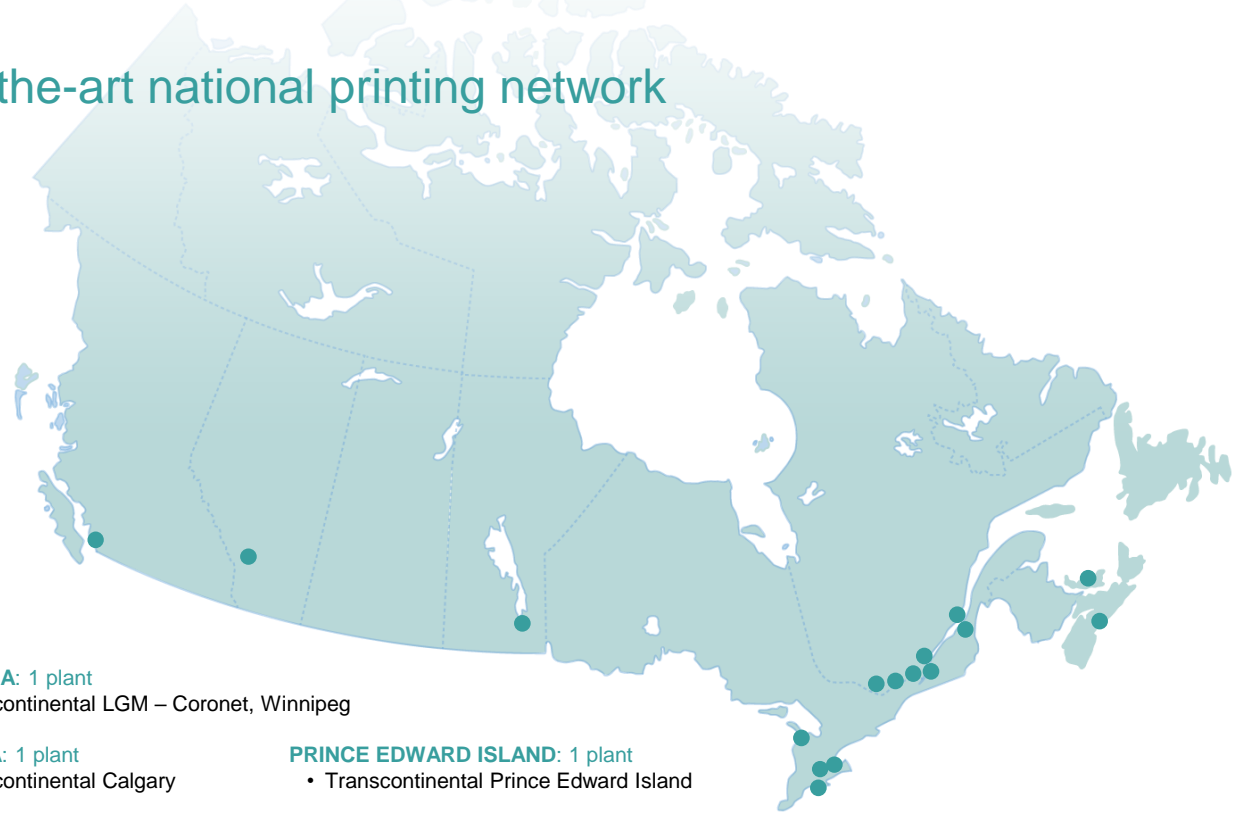 the-art national printing network
A: 1 plant
continental LGM – Coronet, Winnipeg
A: 1 plant
continental Calgary
PRINCE EDWARD ISLAND: 1 plant
• Transcontinental Prince Edward Island